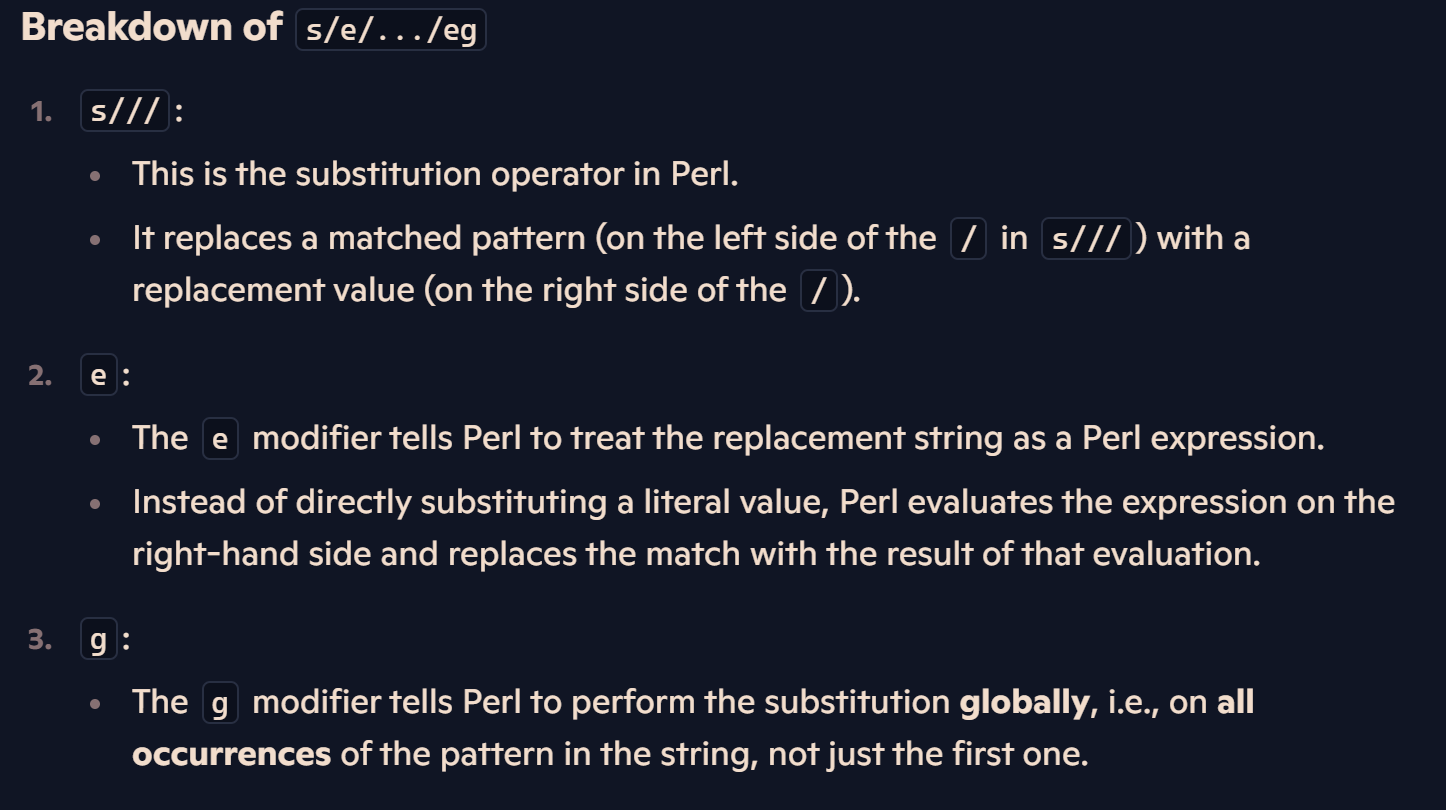 Breakdown of s/e/.../eg
1. s///:
• This is the substitution operator in Perl.
• It replaces a matched pattern (on the left side of the / in s///) with a
replacement value (on the right side of the /).
2. e:
• The e modifier tells Perl to treat the replacement string as a Perl expression.
• Instead of directly substituting a literal value, Perl evaluates the expression on the
right-hand side and replaces the match with the result of that evaluation.
3. g:
• The g modifier tells Perl to perform the substitution globally, i.e., on all
occurrences of the pattern in the string, not just the first one.